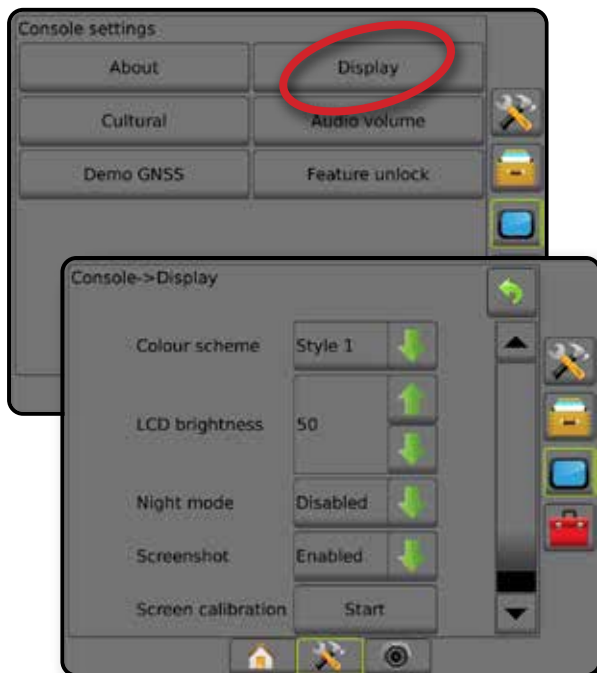 Console settings
About Display
Cultural Audio volume
Demo GNSS Feature unlock
Console->Display
Colour scheme Style 1
LCD brightness 50
Night mode Disabled
Screenshot Enabled
Screen calibration Start